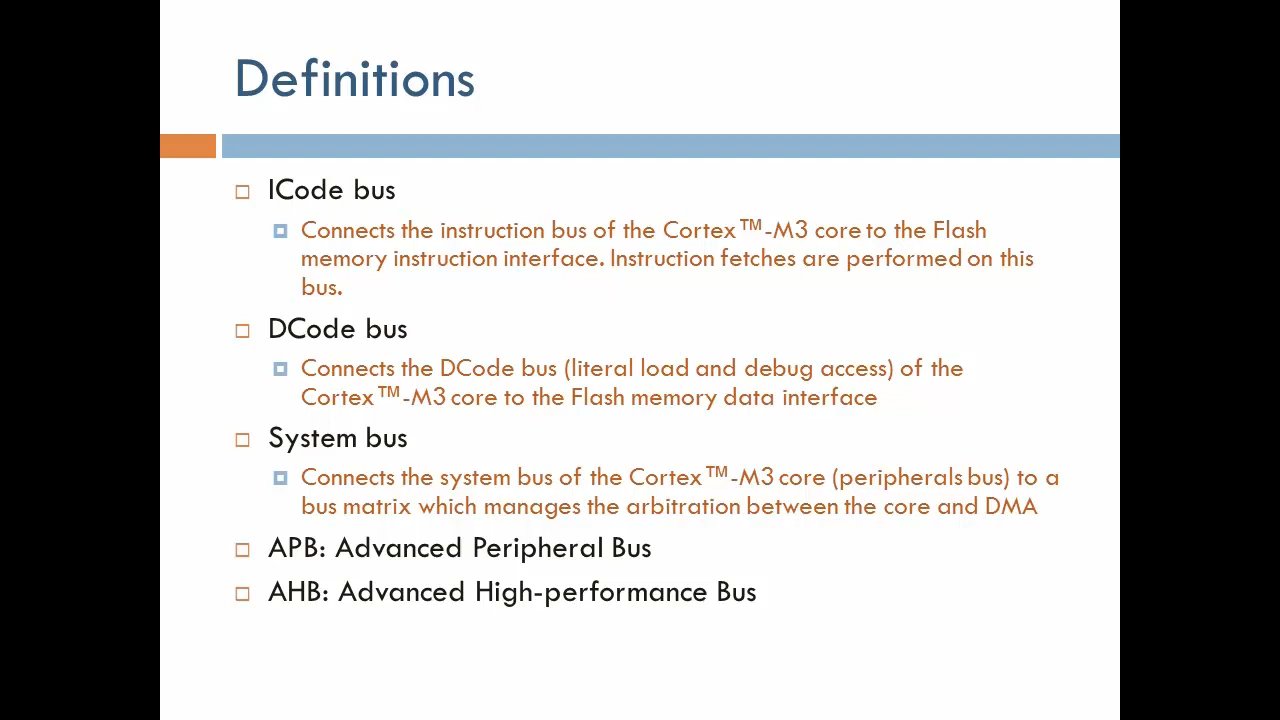 Definitions
ICode bus
Connects the instruction bus of the Cortex™-M3 core to the Flash
memory instruction interface. Instruction fetches are performed on this
bus.
DCode bus
Connects the DCode bus (literal load and debug access) of the
Cortex™-M3 core to the Flash memory data interface
System bus
Connects the system bus of the Cortex™-M3 core (peripherals bus) to a
bus matrix which manages the arbitration between the core and DMA
APB: Advanced Peripheral Bus
AHB: Advanced High-performance Bus